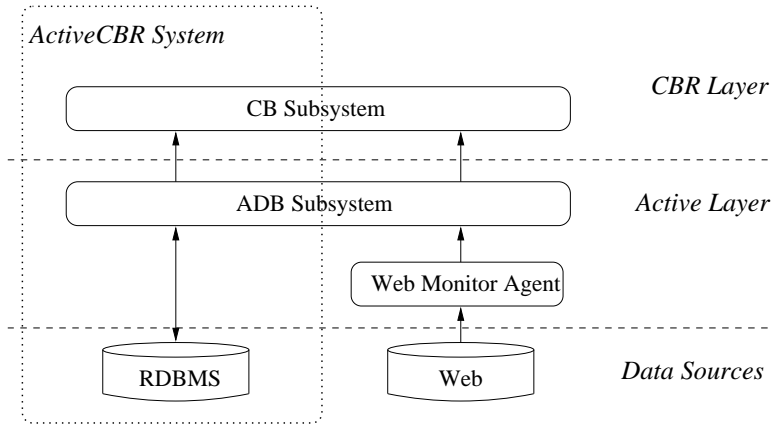 ActiveCBR System
CBR Layer
CB Subsystem
ADB Subsystem
Active Layer
Web Monitor Agent
RDBMS
Web
Data Sources